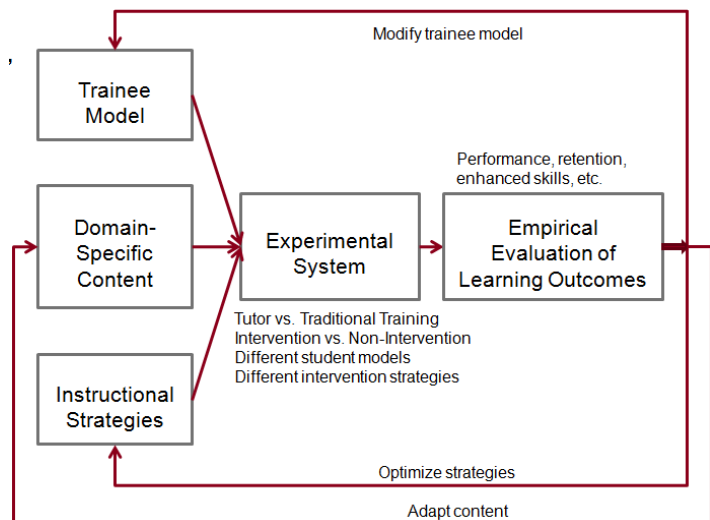 Modify trainee model
,
Trainee
Model
Performance, retention,
enhanced skills, etc.
Domain-
Specific
Content
Experimental
System
Empirical
Evaluation of
Learning Outcomes
Tutor vs. Traditional Training
Intervention vs. Non-Intervention
Different student models
Different intervention strategies
Instructional
Strategies
Optimize strategies
Adapt content